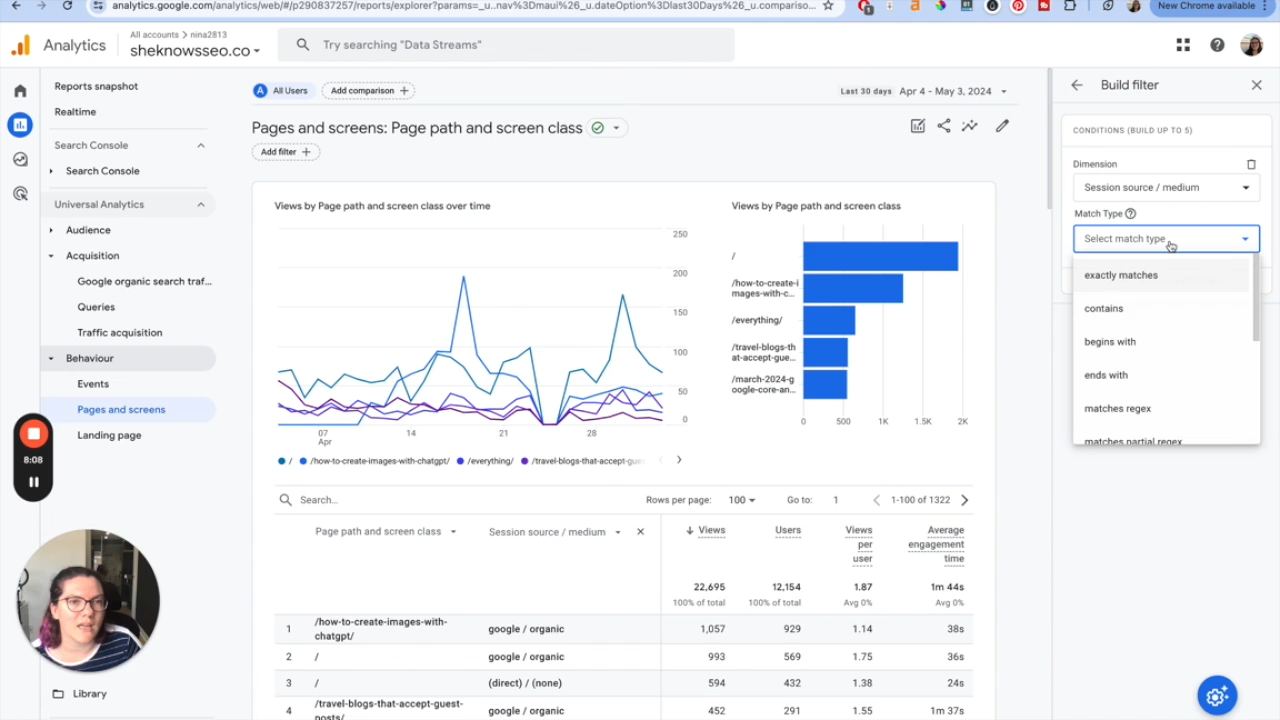 analytics.google.com/analytics/web/#/p290837257/reports/explorer?params=_u..nav%3Dmaui%26_u.dateOption%3Dlast30Days%26_u.compariso...
New Chrome available
Analytics
All accounts > nina2813
sheknowsseo.co
Try searching "Data Streams"
Reports snapshot
Realtime
Search Console
Search Console
Universal Analytics
Audience
Acquisition
Google organic search traf...
Queries
Traffic acquisition
Behaviour
Events
Pages and screens
Landing page
Library
8:08
A All Users
Add comparison +
Last 30 days Apr 4 - May 3, 2024
Pages and screens: Page path and screen class
Add filter +
Views by Page path and screen class over time
250
200
150
100
50
0
07
Apr
14
21
28
/ /how-to-create-images-with-chatgpt/ /everything/ /travel-blogs-that-accept-gues
Views by Page path and screen class
/
/how-to-create-i
mages-with-c...
/everything/
/travel-blogs-th
at-accept-gue...
/march-2024-g
oogle-core-an...
0 500 1K 1.5K 2K
Search...
Rows per page: 100
Go to: 1
1-100 of 1322
Page path and screen class
Session source / medium
Views
Users
Views
per
user
Average
engagement
time
22,695 12,154 1.87 1m 44s
100% of total 100% of total Avg 0% Avg 0%
1 /how-to-create-images-with-
chatgpt/ google / organic 1,057 929 1.14 38s
2 / google / organic 993 569 1.75 36s
3 / (direct) / (none) 594 432 1.38 24s
4 /travel-blogs-that-accept-guest-
posts/ google / organic 452 291 1.55 1m 37s
Build filter
CONDITIONS (BUILD UP TO 5)
Dimension
Session source / medium
Match Type
Select match type
exactly matches
contains
begins with
ends with
matches regex
matches partial regex